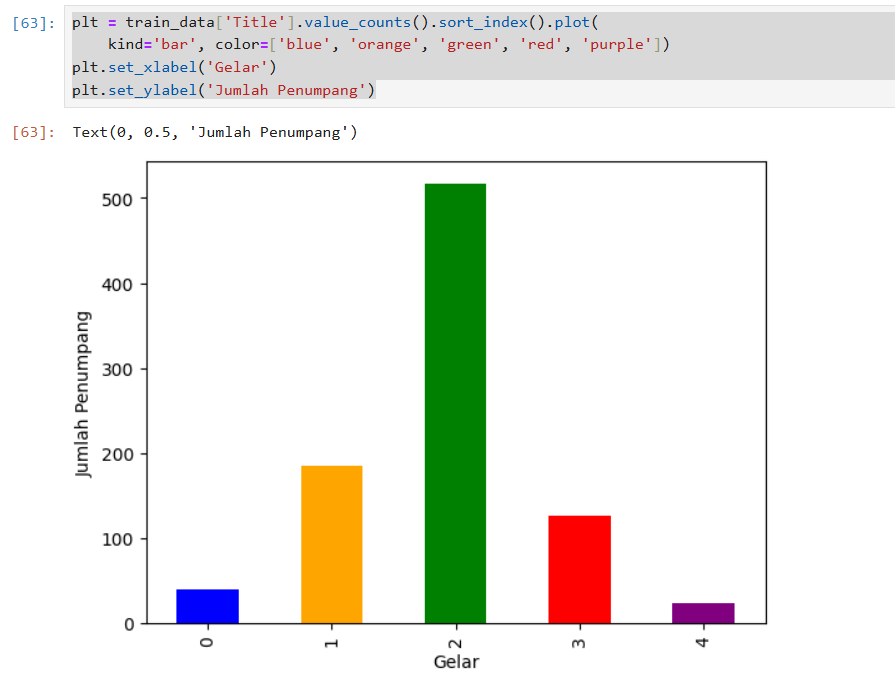 [63]: plt = train_data['Title'].value_counts().sort_index().plot(
kind='bar', color=['blue', 'orange', 'green', 'red', 'purple'])
plt.set_xlabel('Gelar')
plt.set_ylabel('Jumlah Penumpang')
[63]: Text(0, 0.5, 'Jumlah Penumpang')
500
400
300
200
100
0
Jumlah Penumpang
0 1 2 3 4
Gelar